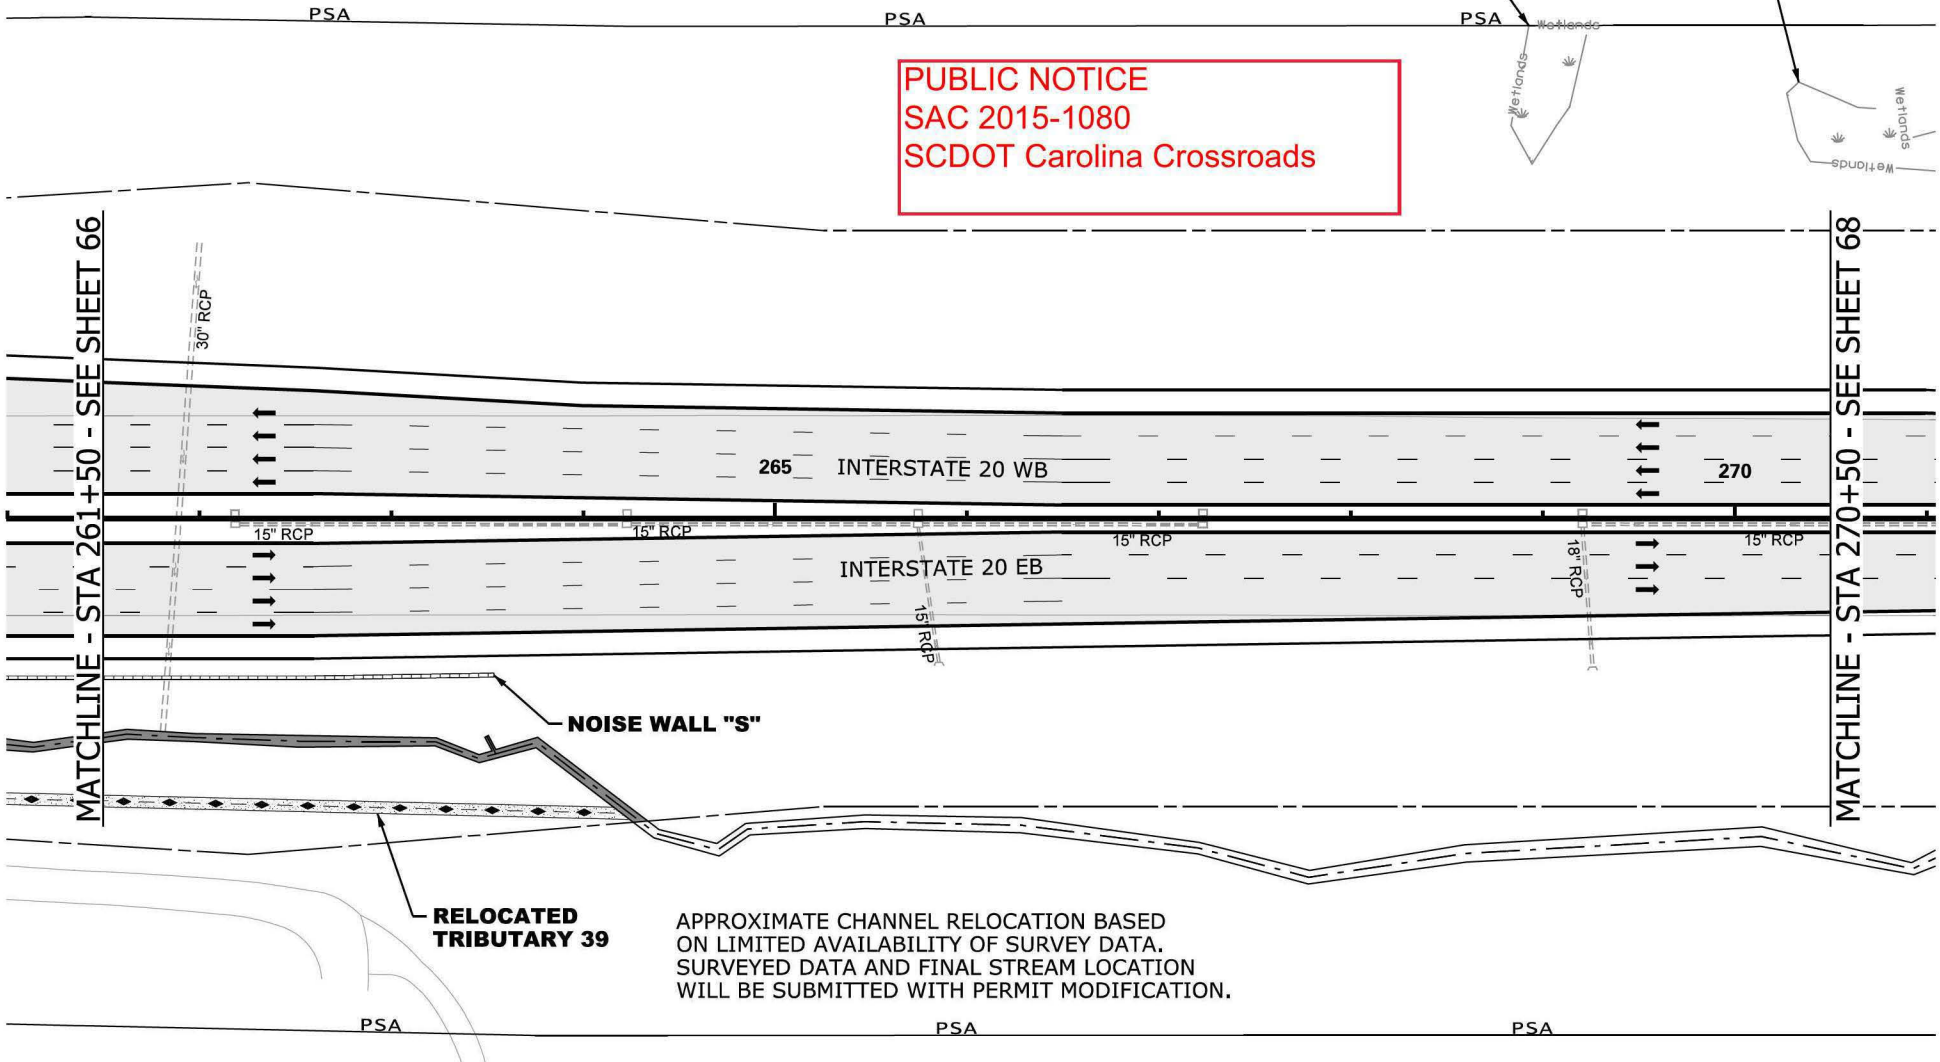 PSA
PSA
PSA
Wetlands
Wetlands
Wetlands
Wetlands
PUBLIC NOTICE
SAC 2015-1080
SCDOT Carolina Crossroads
MATCHLINE - STA 261+50 - SEE SHEET 66
MATCHLINE - STA 270+50 - SEE SHEET 68
30" RCP
265
INTERSTATE 20 WB
270
15" RCP
15" RCP
15" RCP
15" RCP
INTERSTATE 20 EB
18" RCP
15" RCP
NOISE WALL "S"
RELOCATED
TRIBUTARY 39
APPROXIMATE CHANNEL RELOCATION BASED
ON LIMITED AVAILABILITY OF SURVEY DATA.
SURVEYED DATA AND FINAL STREAM LOCATION
WILL BE SUBMITTED WITH PERMIT MODIFICATION.
PSA
PSA
PSA